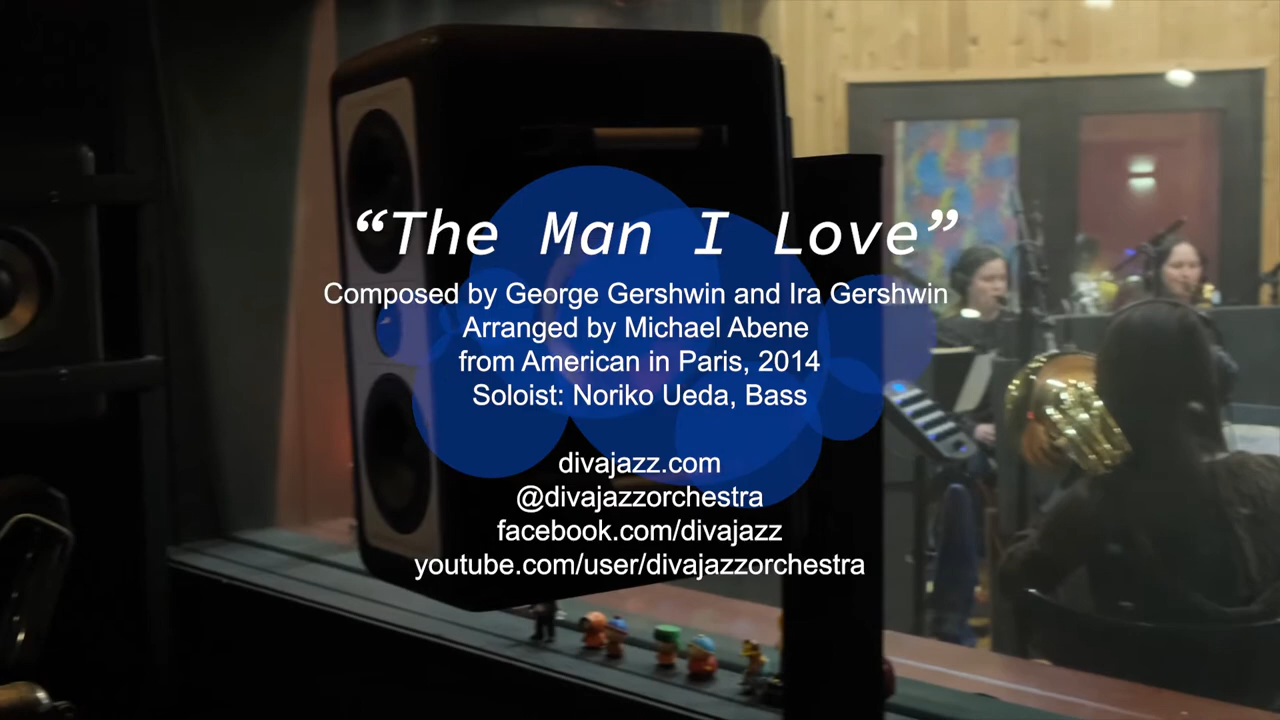 “The Man I Love”
Composed by George Gershwin and Ira Gershwin
Arranged by Michael Abene
from American in Paris, 2014
Soloist: Noriko Ueda, Bass
divajazz.com
@divajazzorchestra
facebook.com/divajazz
youtube.com/user/divajazzorchestra